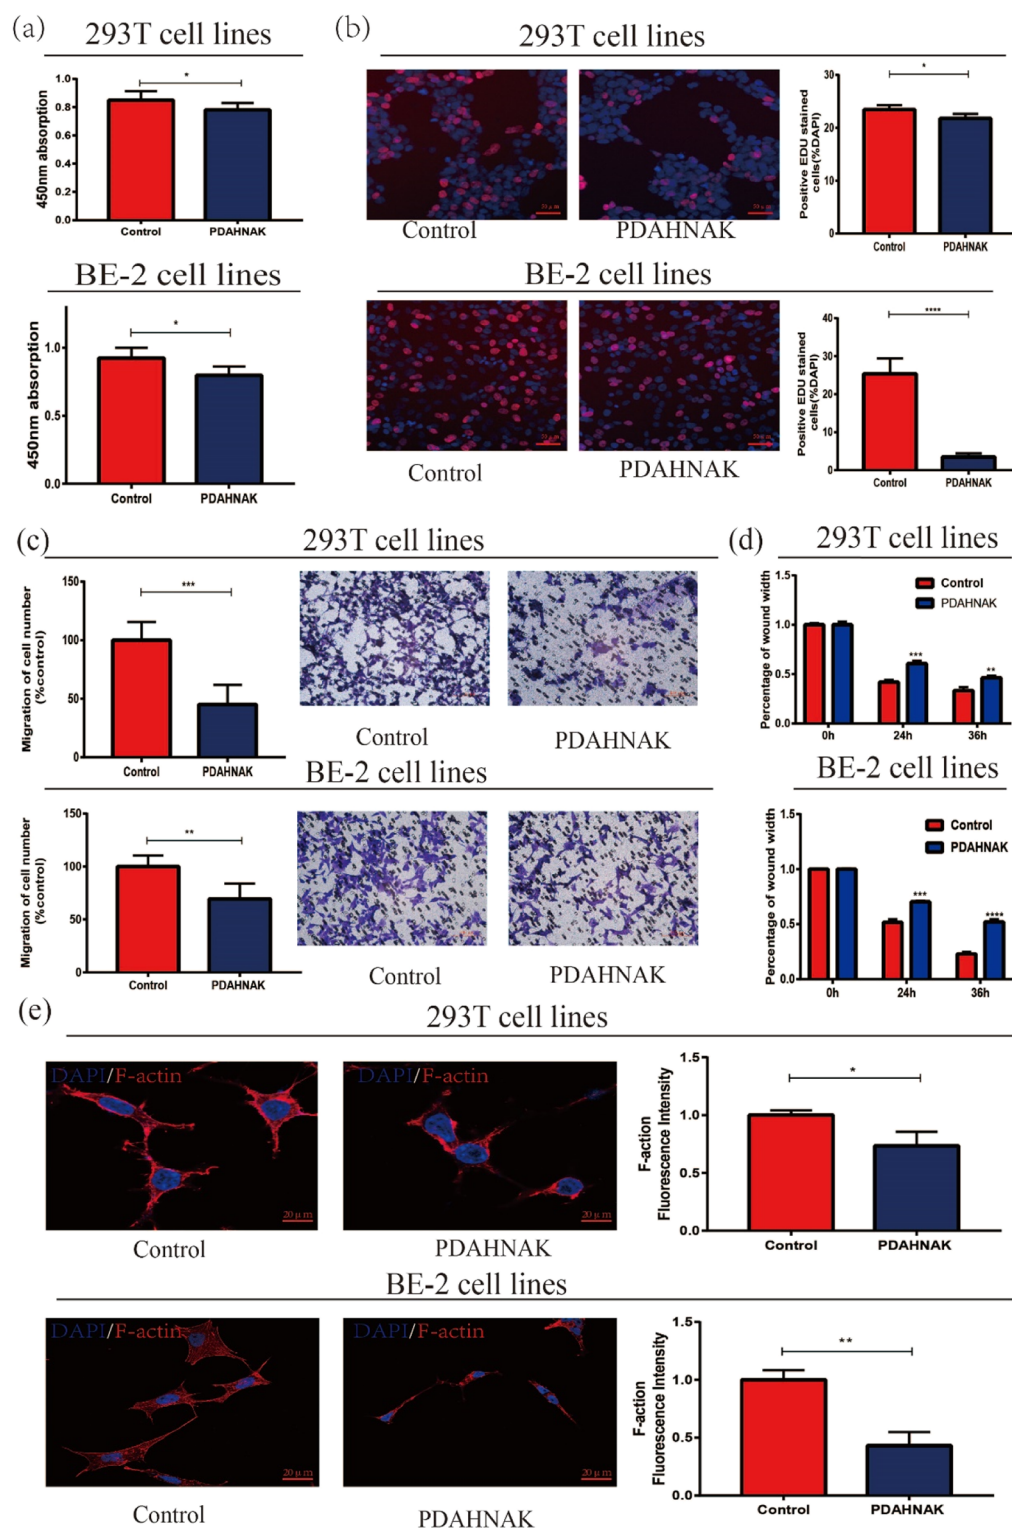 (a)
293T cell lines
450nm absorption
1.0
0.8
0.6
0.4
0.2
0.0
*
Control
PDAHNAK
BE-2 cell lines
450nm absorption
1.0
0.5
0.0
*
Control
PDAHNAK
(b)
293T cell lines
20 μm
20 μm
Control
PDAHNAK
Positive EDU stained
cells(%DAPI)
30
20
10
0
*
Control
PDAHNAK
BE-2 cell lines
20 μm
20 μm
Control
PDAHNAK
Positive EDU stained
cells(%DAPI)
40
30
20
10
0
****
Control
PDAHNAK
(c)
293T cell lines
Migration of cell number
(%control)
150
100
50
0
***
Control
PDAHNAK
Control
PDAHNAK
BE-2 cell lines
Migration of cell number
(%control)
150
100
50
0
**
Control
PDAHNAK
Control
PDAHNAK
(d)
293T cell lines
Percentage of wound width
1.5
1.0
0.5
0.0
Control
PDAHNAK
***
**
0h
24h
36h
BE-2 cell lines
Percentage of wound width
1.5
1.0
0.5
0.0
Control
PDAHNAK
***
****
0h
24h
36h
(e)
293T cell lines
DAPI/F-actin
20 μm
Control
DAPI/F-actin
20 μm
PDAHNAK
F-action
Fluorescence Intensity
1.5
1.0
0.5
0.0
*
Control
PDAHNAK
BE-2 cell lines
DAPI/F-actin
20 μm
Control
DAPI/F-actin
20 μm
PDAHNAK
F-action
Fluorescence Intensity
1.5
1.0
0.5
0.0
**
Control
PDAHNAK